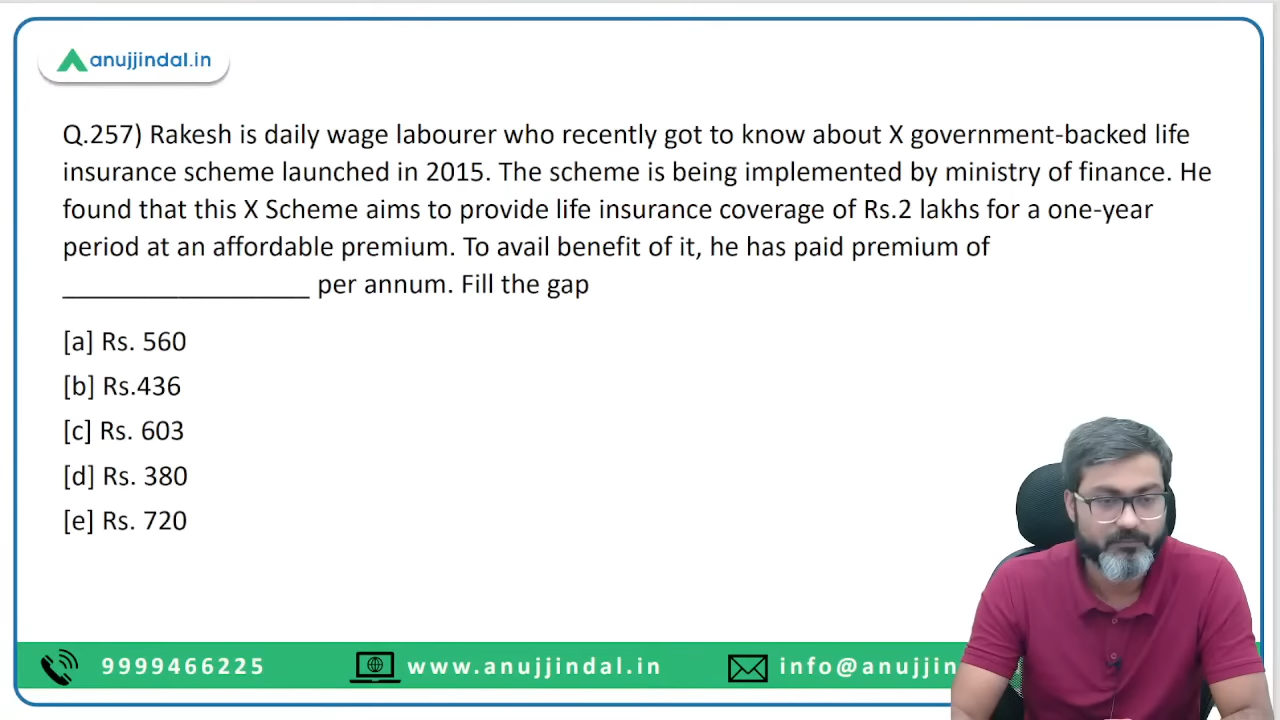 anujjindal.in
Q.257) Rakesh is daily wage labourer who recently got to know about X government-backed life
insurance scheme launched in 2015. The scheme is being implemented by ministry of finance. He
found that this X Scheme aims to provide life insurance coverage of Rs.2 lakhs for a one-year
period at an affordable premium. To avail benefit of it, he has paid premium of
__________________ per annum. Fill the gap
[a] Rs. 560
[b] Rs.436
[c] Rs. 603
[d] Rs. 380
[e] Rs. 720
9999466225 www.anujjindal.in info@anujjin